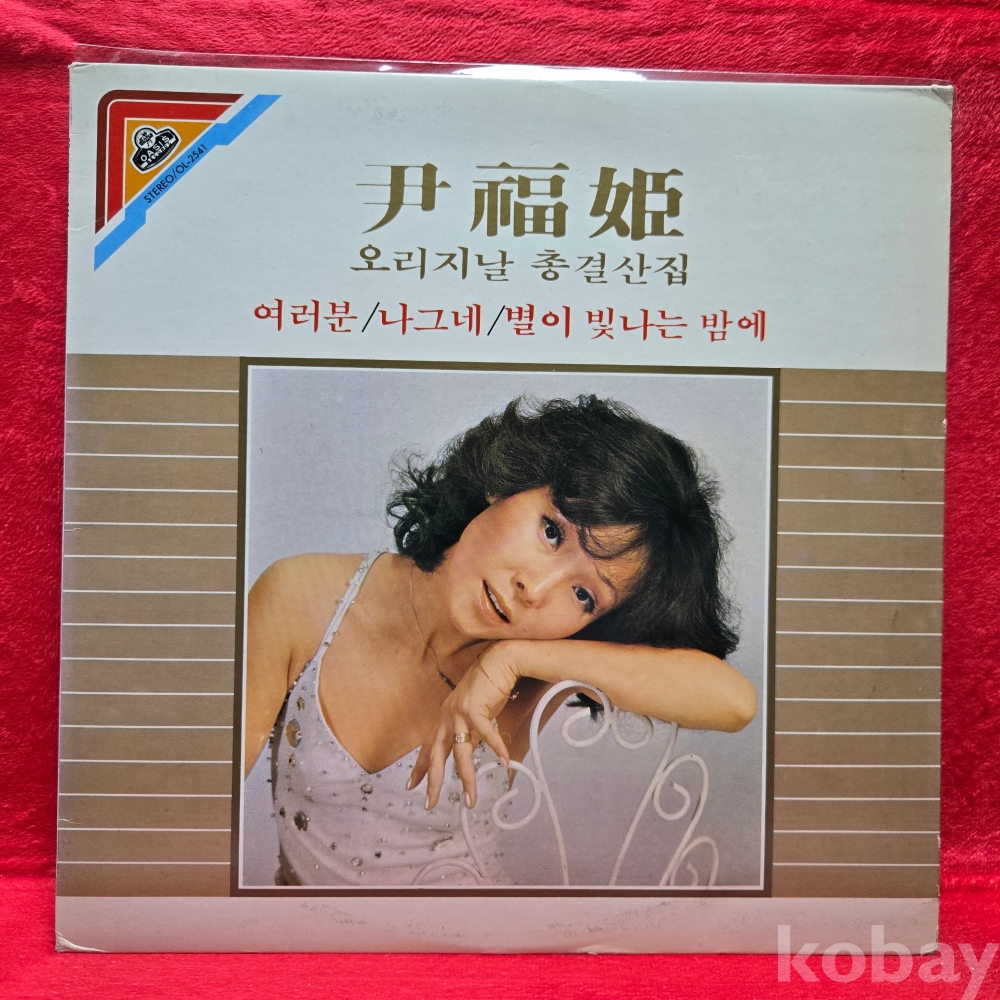 OASIS
STEREO/OL-2541
尹福姬
오리지날 총결산집
여러분/나그네/별이 빛나는 밤에
kobay